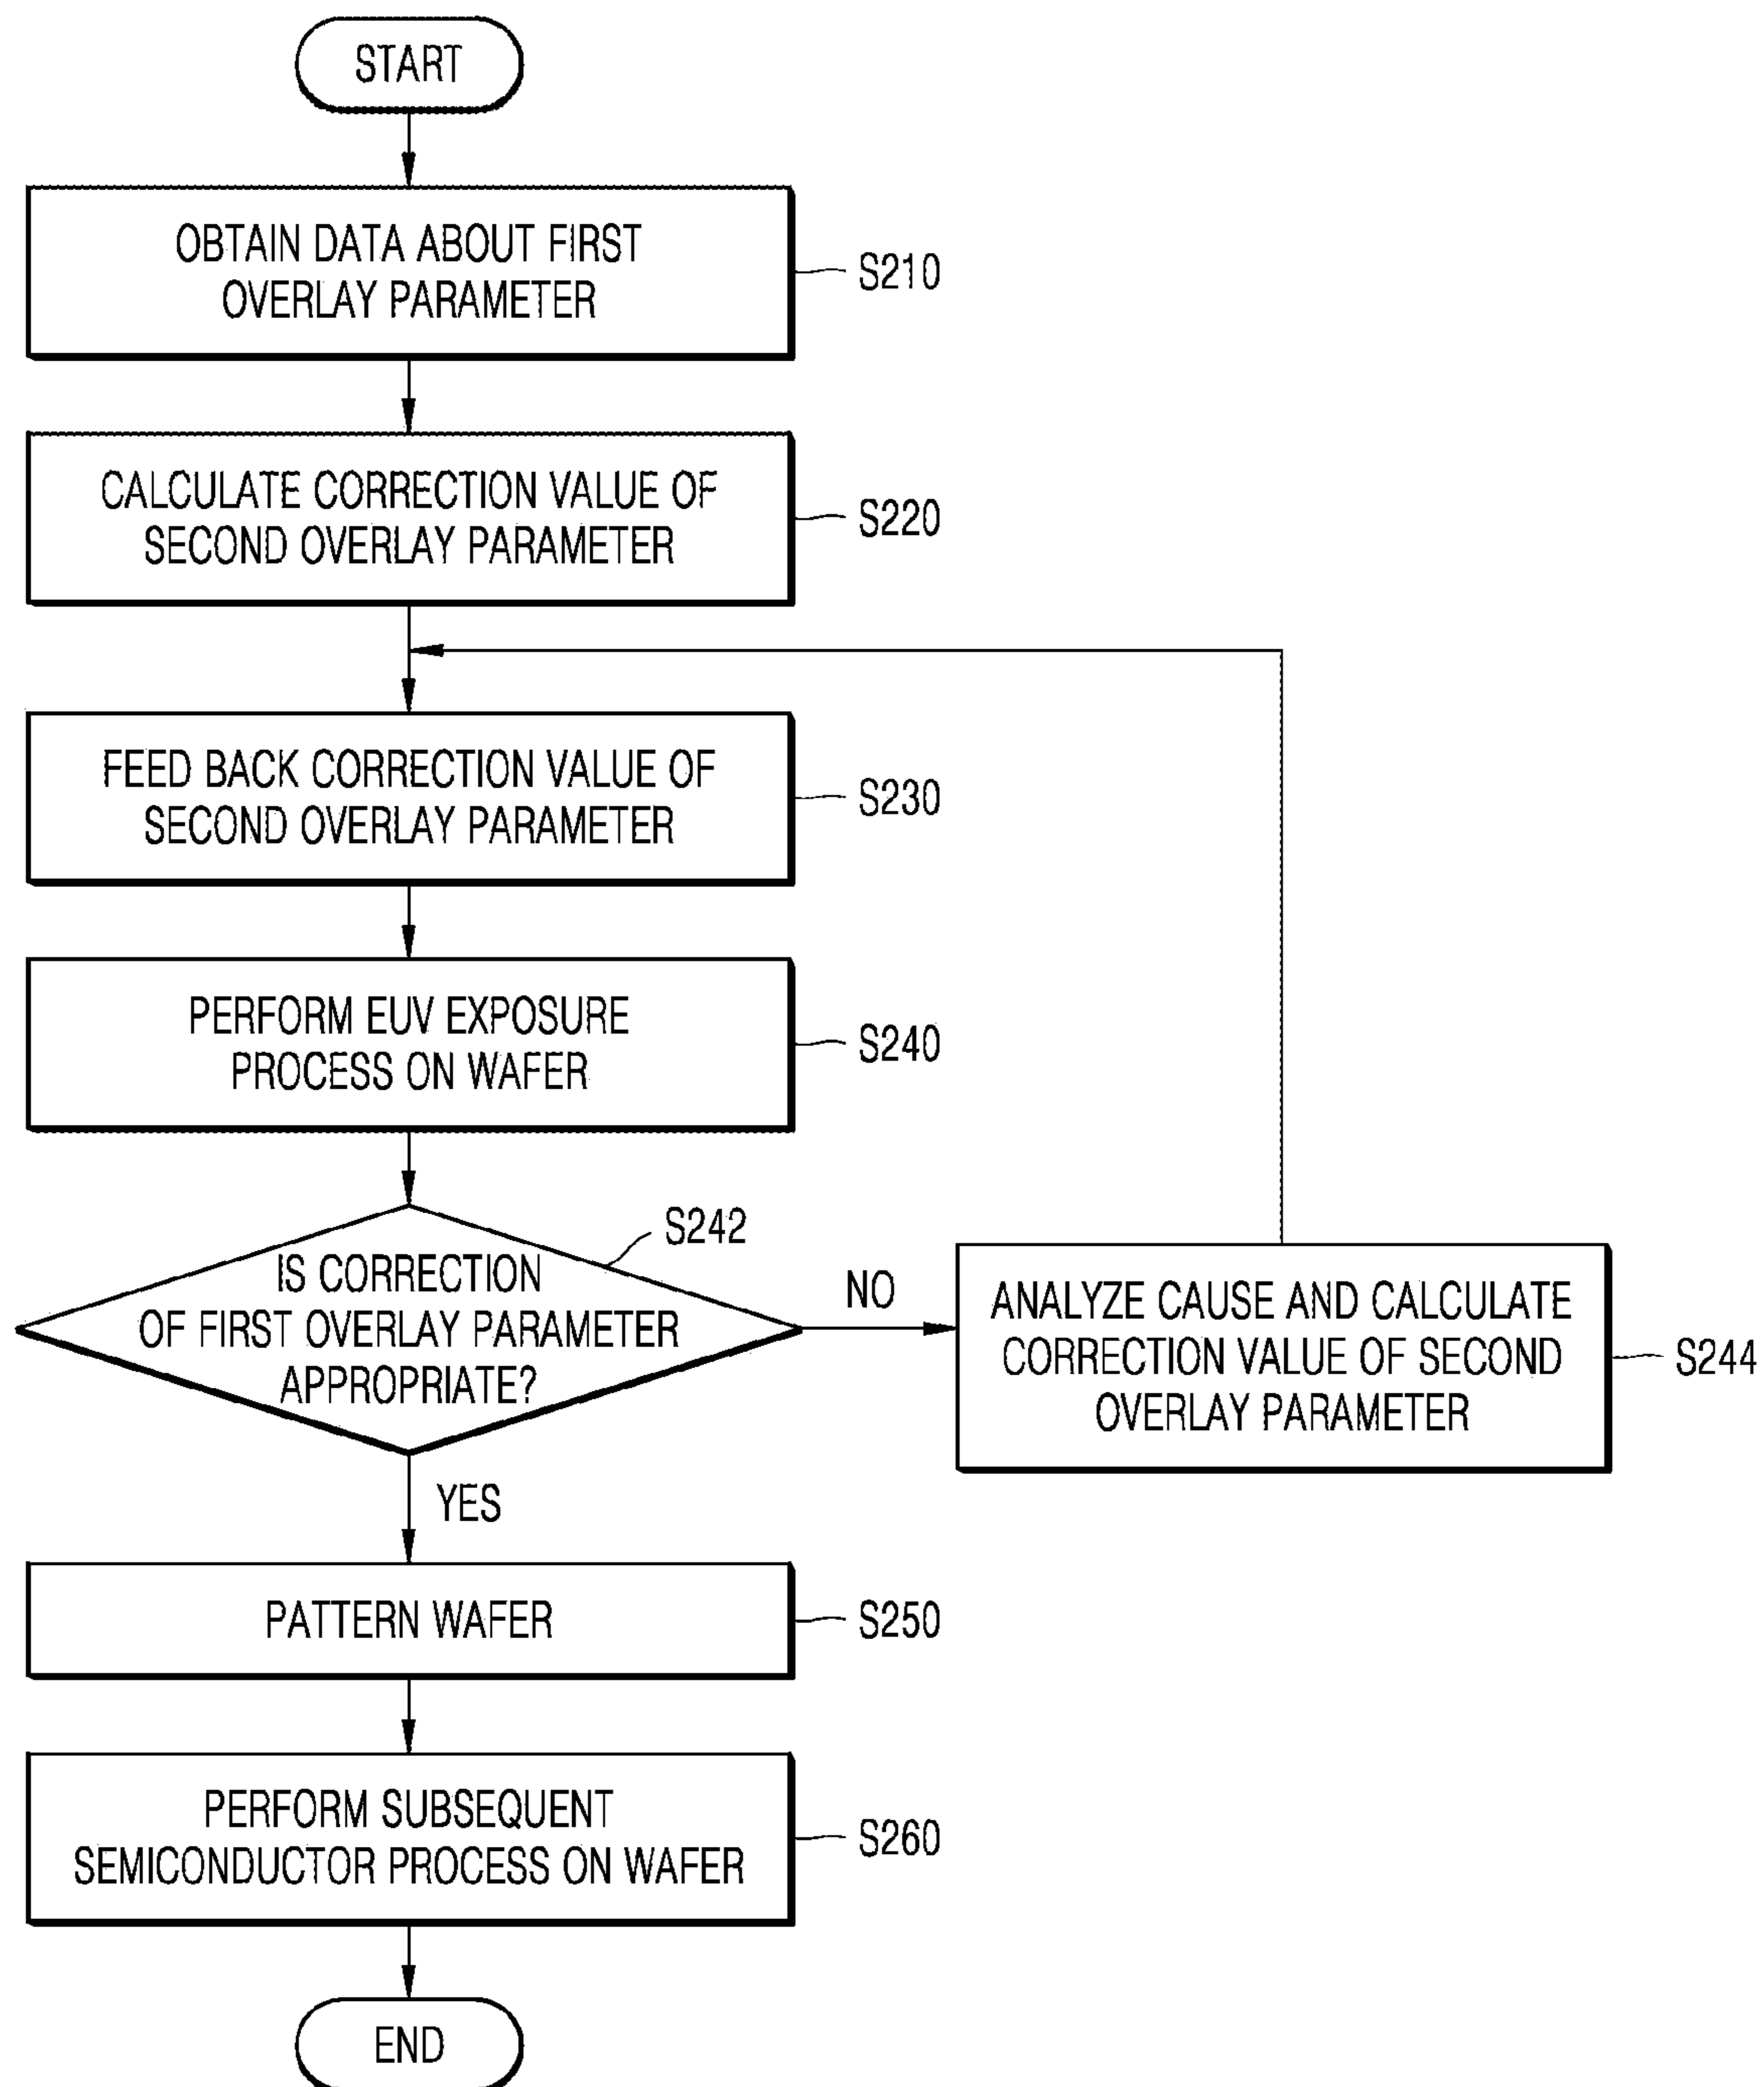 START
OBTAIN DATA ABOUT FIRST
OVERLAY PARAMETER
S210
CALCULATE CORRECTION VALUE OF
SECOND OVERLAY PARAMETER
S220
FEED BACK CORRECTION VALUE OF
SECOND OVERLAY PARAMETER
S230
PERFORM EUV EXPOSURE
PROCESS ON WAFER
S240
S242
IS CORRECTION
OF FIRST OVERLAY PARAMETER
APPROPRIATE?
NO
ANALYZE CAUSE AND CALCULATE
CORRECTION VALUE OF SECOND
OVERLAY PARAMETER
S244
YES
PATTERN WAFER
S250
PERFORM SUBSEQUENT
SEMICONDUCTOR PROCESS ON WAFER
S260
END